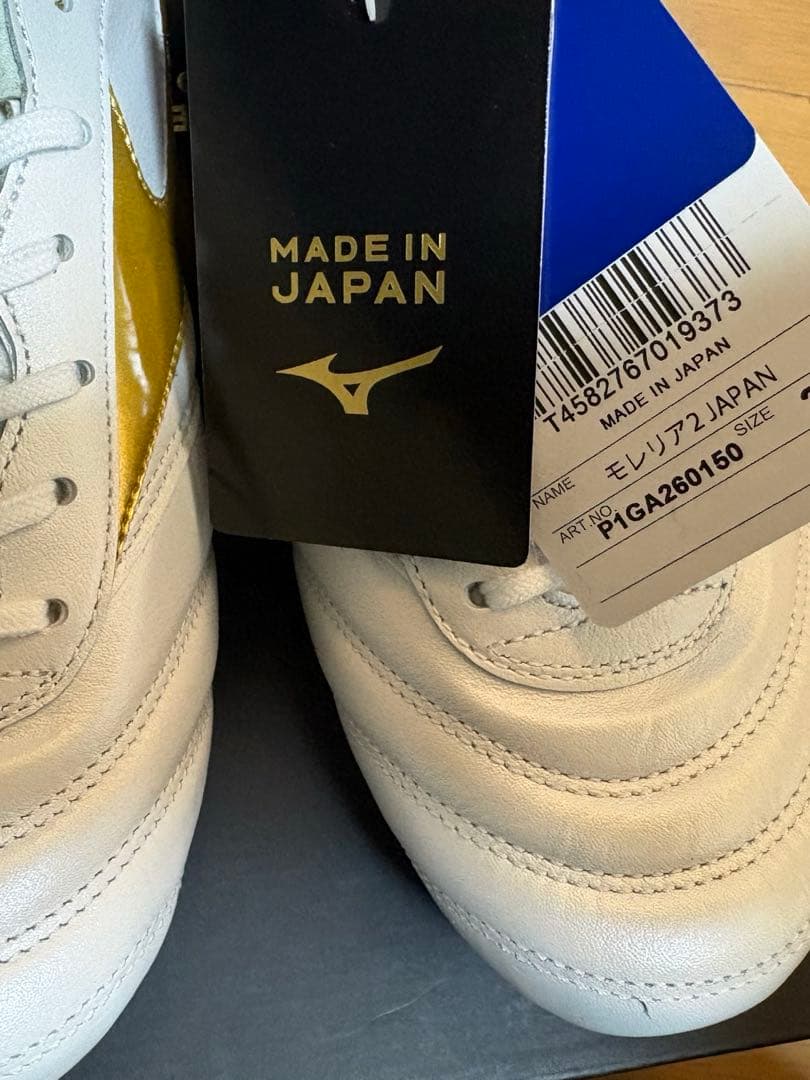 MADE IN
JAPAN
T4582767019373
MADE IN JAPAN
NAME モレリア2 JAPAN
ART.NO. SIZE
P1GA260150